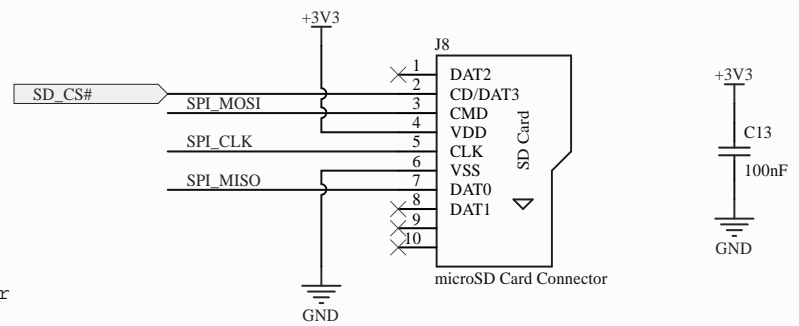 +3V3
J8
1 DAT2
SD_CS# 2 CD/DAT3
SPI_MOSI 3 CMD
4 VDD
SPI_CLK 5 CLK
6 VSS
SPI_MISO 7 DAT0
8 DAT1
9
10
SD Card
microSD Card Connector
GND
+3V3
C13
100nF
GND
r